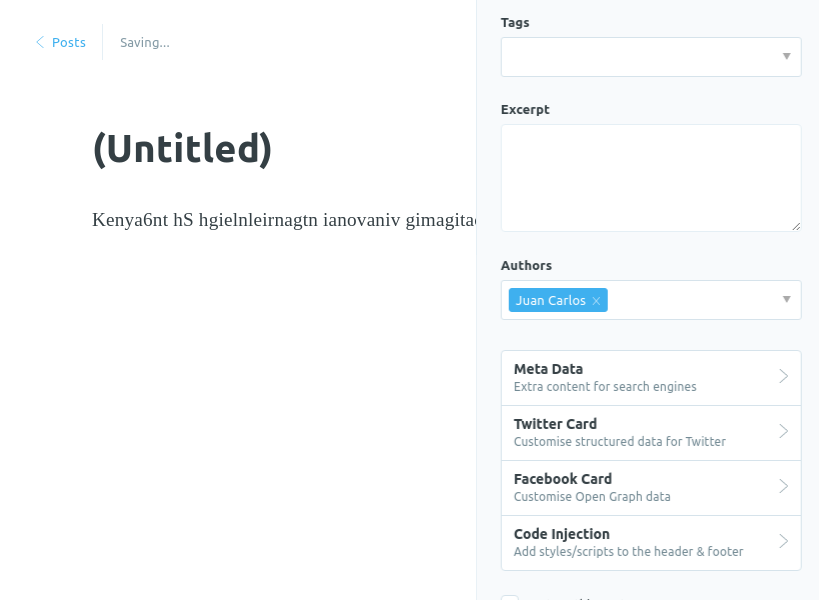 Posts
Saving...
(Untitled)
Kenya6nt hS hgielnleirnagtn ianovaniv
Tags
Excerpt
Authors
Juan Carlos
Meta Data
Extra content for search engines
Twitter Card
Customise structured data for Twitter
Facebook Card
Customise Open Graph data
Code Injection
Add styles/scripts to the header & footer